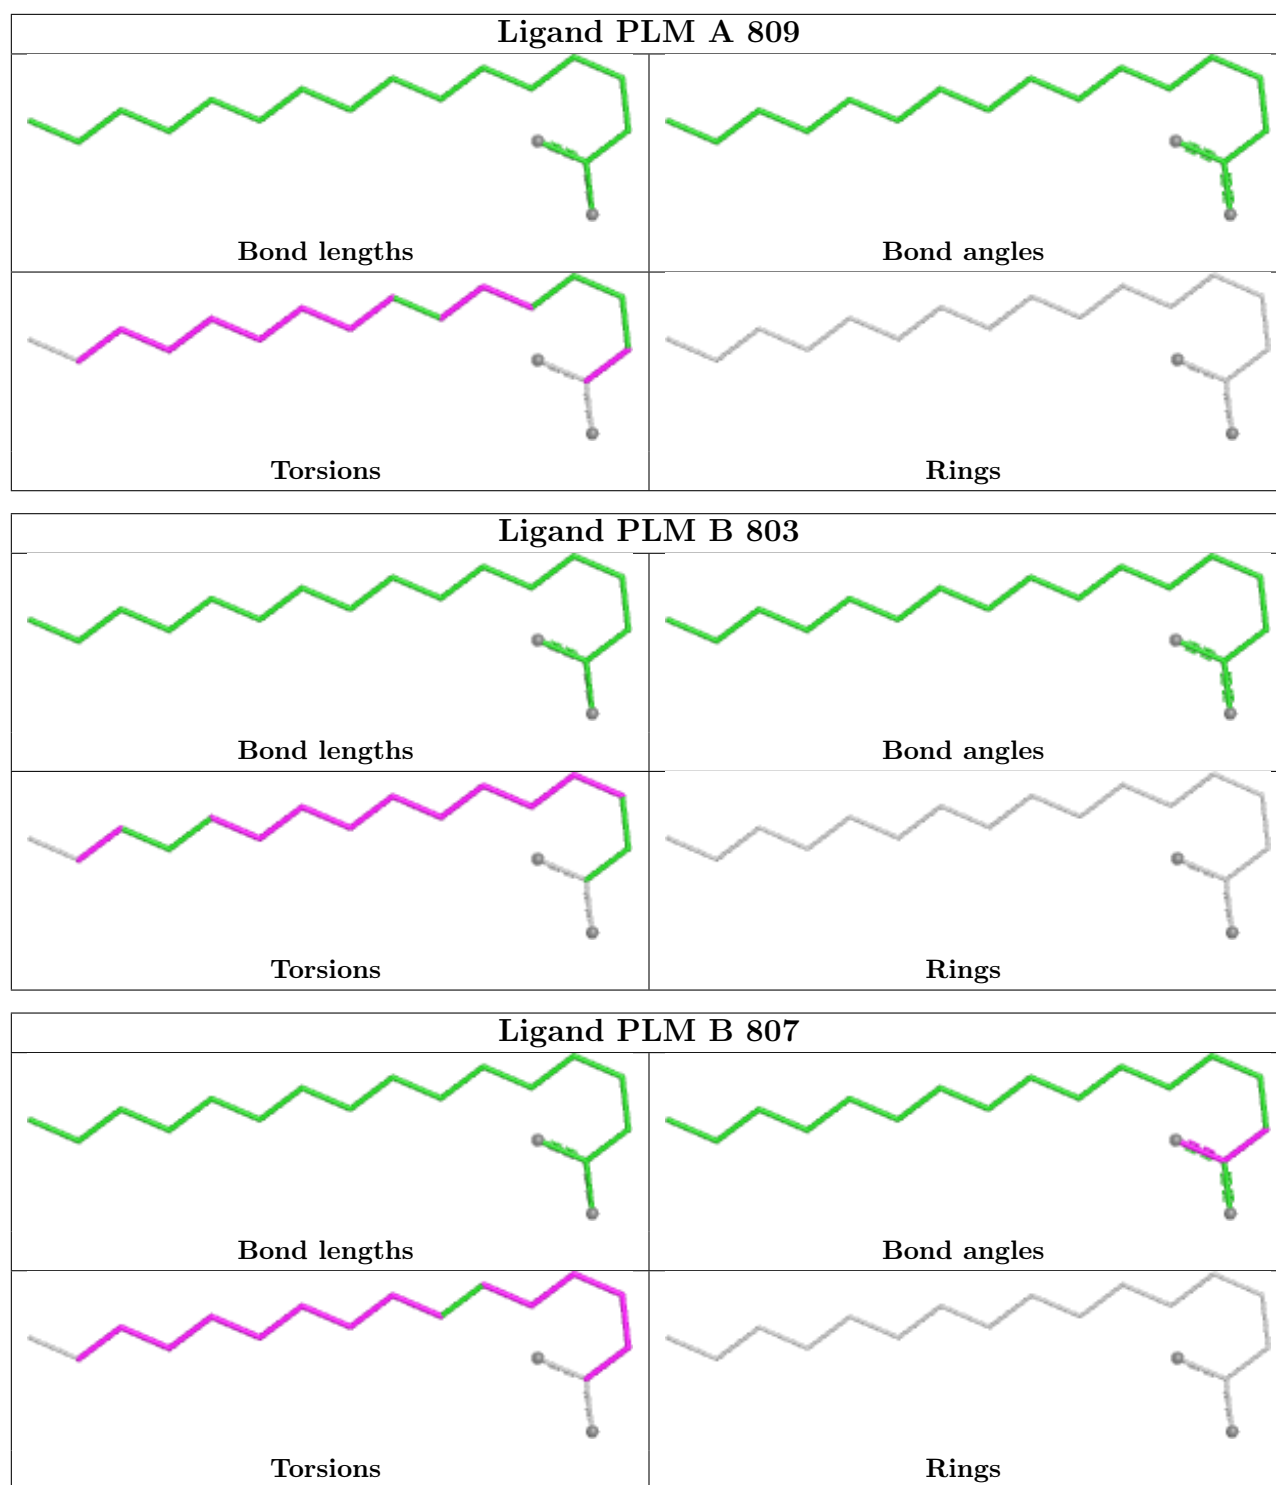 Ligand PLM A 809
Bond lengths
Bond angles
Torsions
Rings
Ligand PLM B 803
Bond lengths
Bond angles
Torsions
Rings
Ligand PLM B 807
Bond lengths
Bond angles
Torsions
Rings